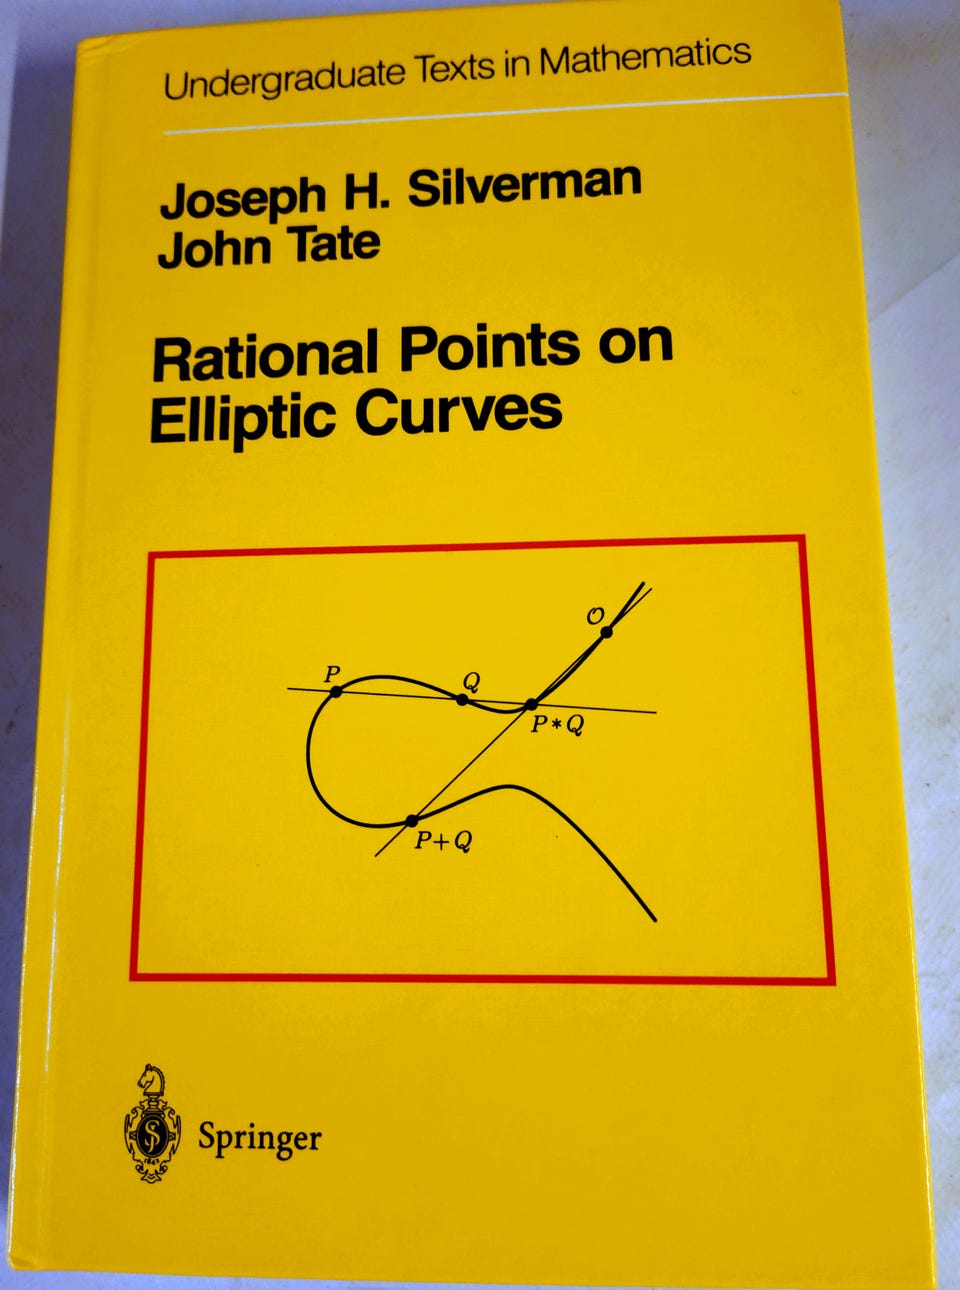 Undergraduate Texts in Mathematics
Joseph H. Silverman
John Tate
Rational Points on
Elliptic Curves
O
P
Q
P∗Q
P+Q
Springer